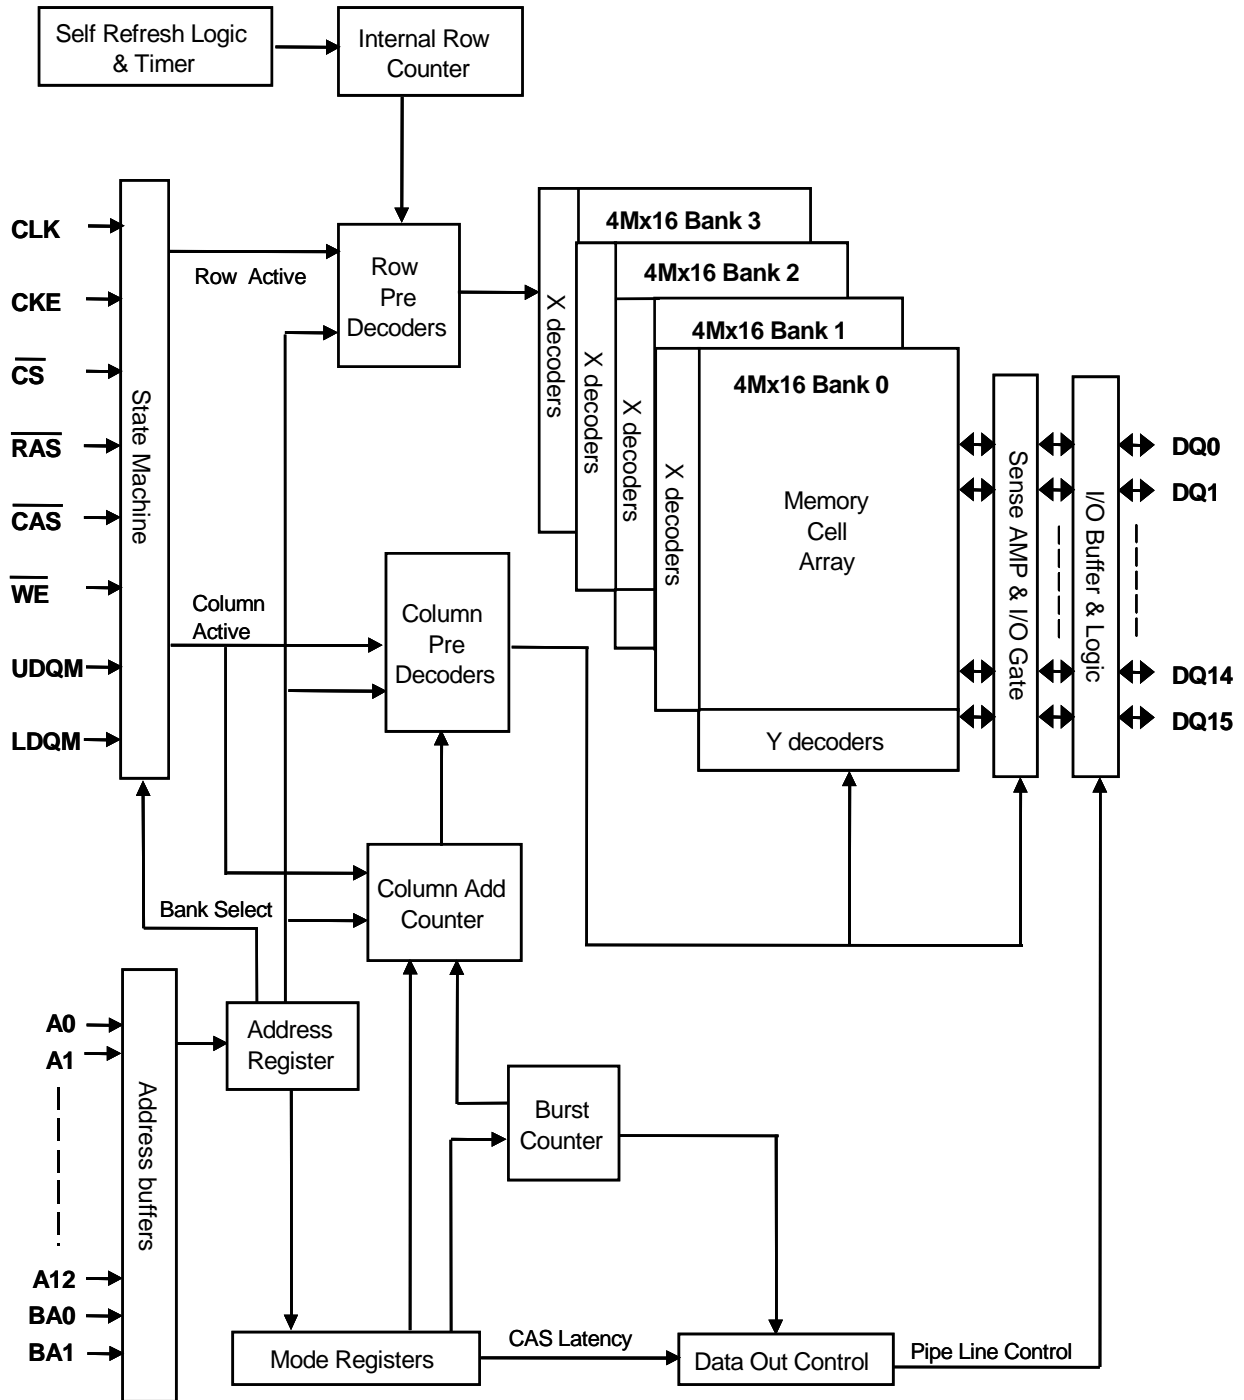 Self Refresh Logic
& Timer
Internal Row
Counter
CLK
CKE
CS
RAS
CAS
WE
UDQM
LDQM
State Machine
Row Active
Row
Pre
Decoders
Column
Active
Column
Pre
Decoders
4Mx16 Bank 3
4Mx16 Bank 2
4Mx16 Bank 1
4Mx16 Bank 0
X decoders
X decoders
X decoders
X decoders
Memory
Cell
Array
Y decoders
Sense AMP & I/O Gate
I/O Buffer & Logic
DQ0
DQ1
DQ14
DQ15
Bank Select
Column Add
Counter
A0
A1
A12
BA0
BA1
Address buffers
Address
Register
Burst
Counter
Mode Registers
CAS Latency
Data Out Control
Pipe Line Control